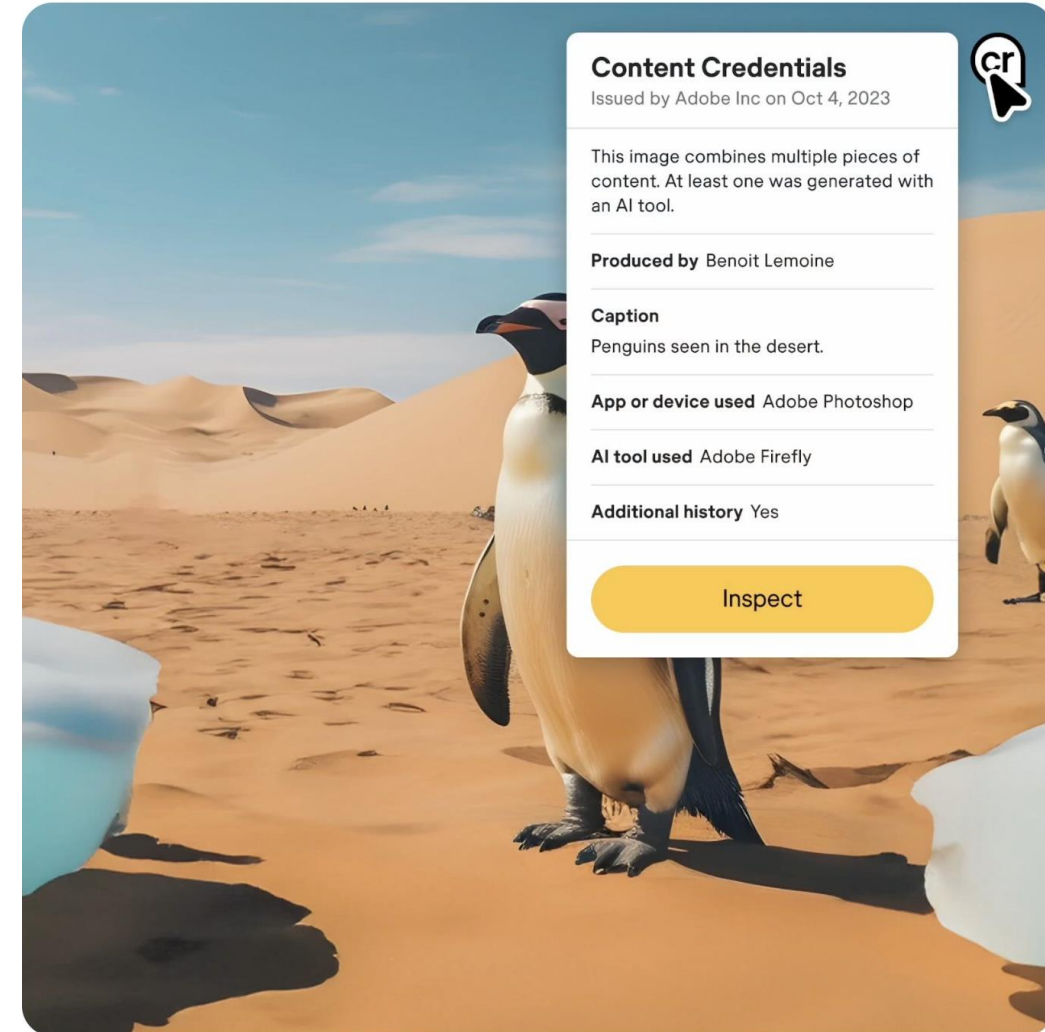 Content Credentials
Issued by Adobe Inc on Oct 4, 2023
cr
This image combines multiple pieces of
content. At least one was generated with
an AI tool.
Produced by Benoit Lemoine
Caption
Penguins seen in the desert.
App or device used Adobe Photoshop
AI tool used Adobe Firefly
Additional history Yes
Inspect